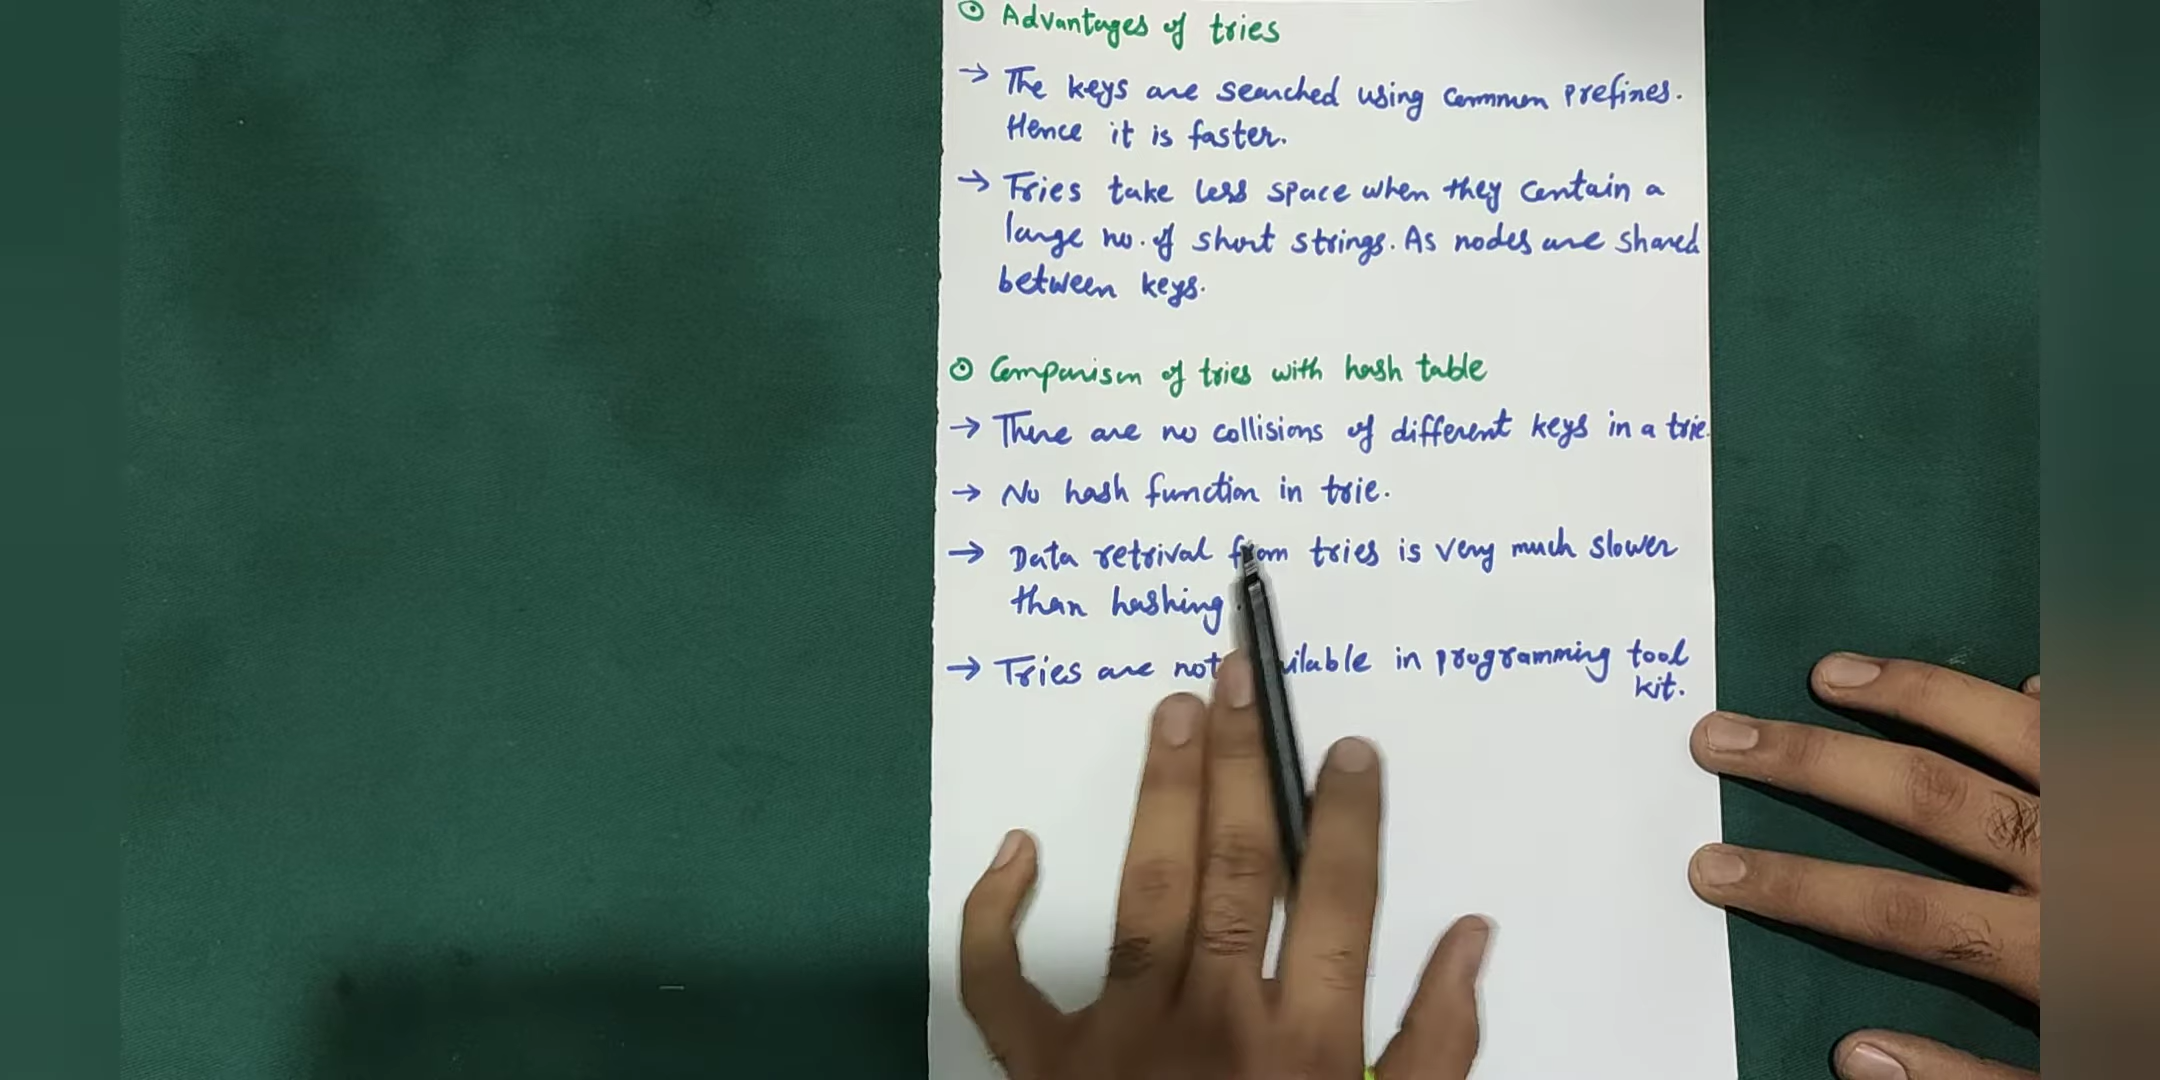 Advantages of tries
→ The keys are searched using common prefines.
Hence it is faster.
→ Tries take less space when they contain a
large no. of short strings. As nodes are shared
between keys.
Comparison of tries with hash table
→ There are no collisions of different keys in a trie.
→ No hash function in trie.
→ Data retrival from tries is very much slower
than hashing.
→ Tries are not in programming tool
kit.